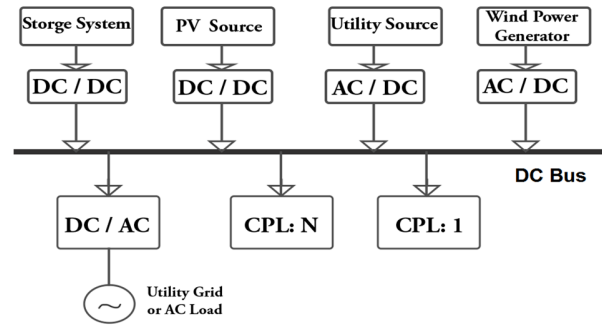 Storge System
PV Source
Utility Source
Wind Power
Generator
DC / DC
DC / DC
AC / DC
AC / DC
DC Bus
DC / AC
CPL: N
CPL: 1
Utility Grid
or AC Load
~